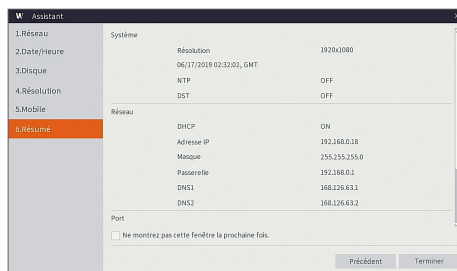 W Assistant
1.Réseau
2.Date/Heure
3.Disque
4.Résolution
5.Mobile
6.Résumé
Système
Résolution 1920x1080
06/17/2019 02:32:02, GMT
NTP OFF
DST OFF
Réseau
DHCP ON
Adresse IP 192.168.0.18
Masque 255.255.255.0
Passerelle 192.168.0.1
DNS1 168.126.63.1
DNS2 168.126.63.2
Port
Ne montrez pas cette fenêtre la prochaine fois.
Précédent Terminer